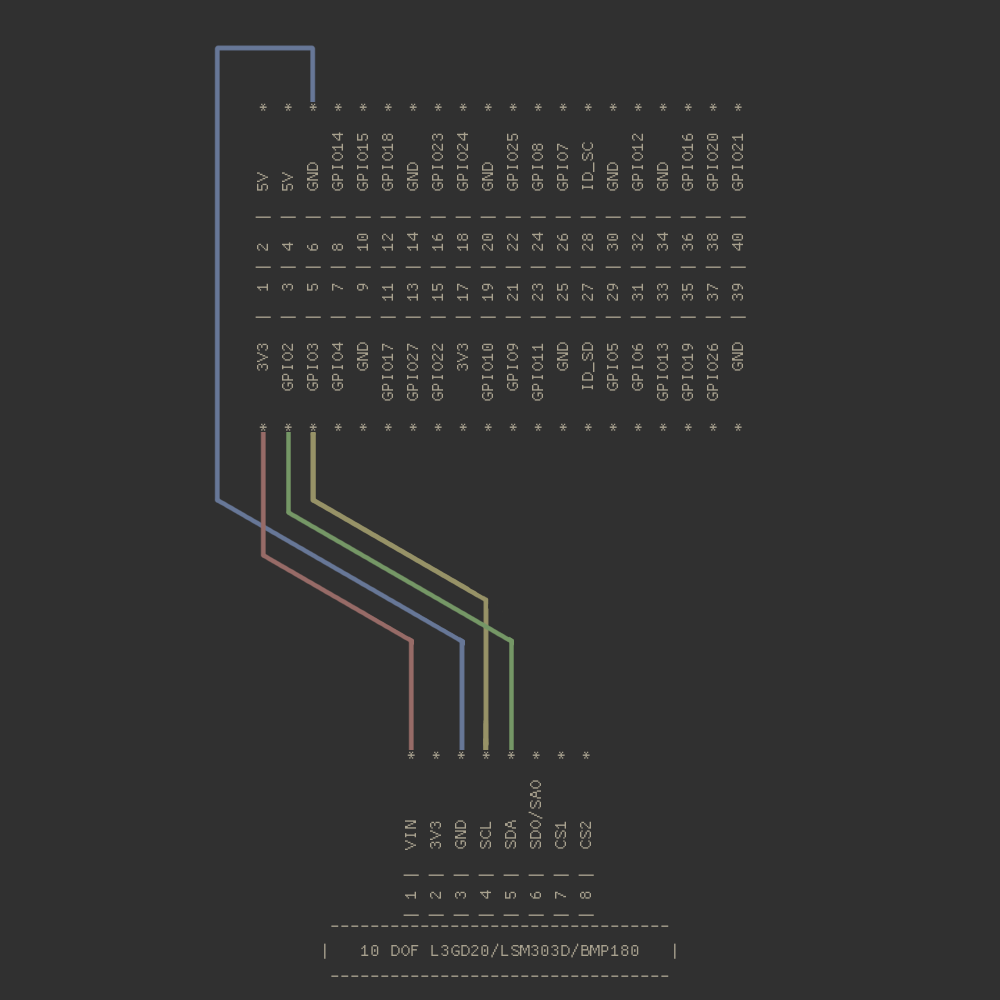 * * * * * * * * * * * * * * * * * * * *
5V 5V GND GPIO14 GPIO15 GPIO18 GND GPIO23 GPIO24 GND GPIO25 GPIO8 GPIO7 ID_SC GND GPIO12 GND GPIO16 GPIO20 GPIO21
| | | | | | | | | | | | | | | | | | | |
2 4 6 8 10 12 14 16 18 20 22 24 26 28 30 32 34 36 38 40
| | | | | | | | | | | | | | | | | | | |
1 3 5 7 9 11 13 15 17 19 21 23 25 27 29 31 33 35 37 39
| | | | | | | | | | | | | | | | | | | |
3V3 GPIO2 GPIO3 GPIO4 GND GPIO17 GPIO27 GPIO22 3V3 GPIO10 GPIO9 GPIO11 GND ID_SD GPIO5 GPIO6 GPIO13 GPIO19 GPIO26 GND
* * * * * * * * * * * * * * * * * * * *
* * * * * * * *
VIN 3V3 GND SCL SDA SDO/SAO CS1 CS2
| | | | | | | |
1 2 3 4 5 6 7 8
| | | | | | | |
----------------------------------
| 10 DOF L3GD20/LSM303D/BMP180 |
----------------------------------